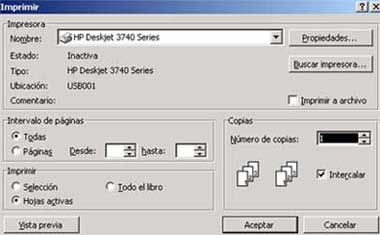 Imprimir
Impresora
Nombre: HP Deskjet 3740 Series Propiedades...
Estado: Inactiva
Tipo: HP Deskjet 3740 Series Buscar impresora...
Ubicación: USB001
Comentario: Imprimir a archivo
Intervalo de páginas
Todas
Páginas Desde: hasta:
Copias
Número de copias: 1
Intercalar
Imprimir
Selección Todo el libro
Hojas activas
Vista previa Aceptar Cancelar